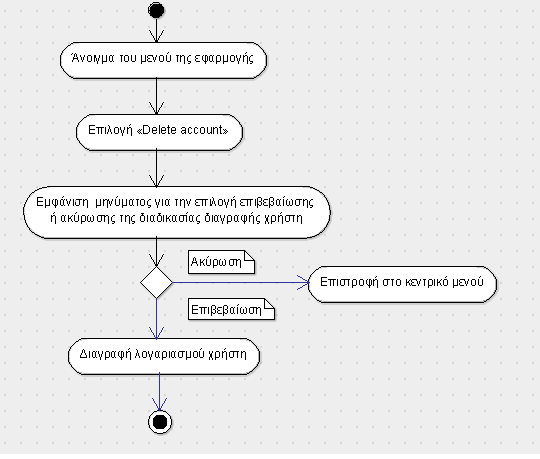 Άνοιγμα του μενού της εφαρμογής
Επιλογή «Delete account»
Εμφάνιση μηνύματος για την επιλογή επιβεβαίωσης
ή ακύρωσης της διαδικασίας διαγραφής χρήστη
Ακύρωση
Επιστροφή στο κεντρικό μενού
Επιβεβαίωση
Διαγραφή λογαριασμού χρήστη